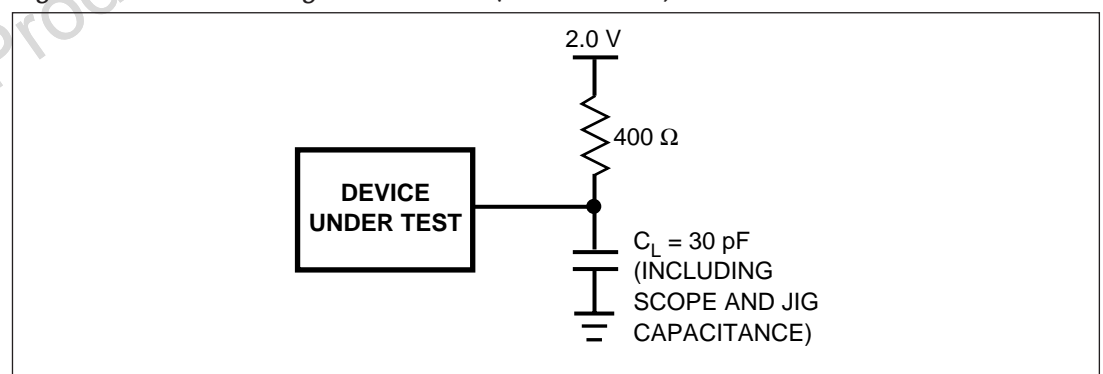 2.0 V
400 Ω
DEVICE
UNDER TEST
C_L = 30 pF
(INCLUDING
SCOPE AND JIG
CAPACITANCE)